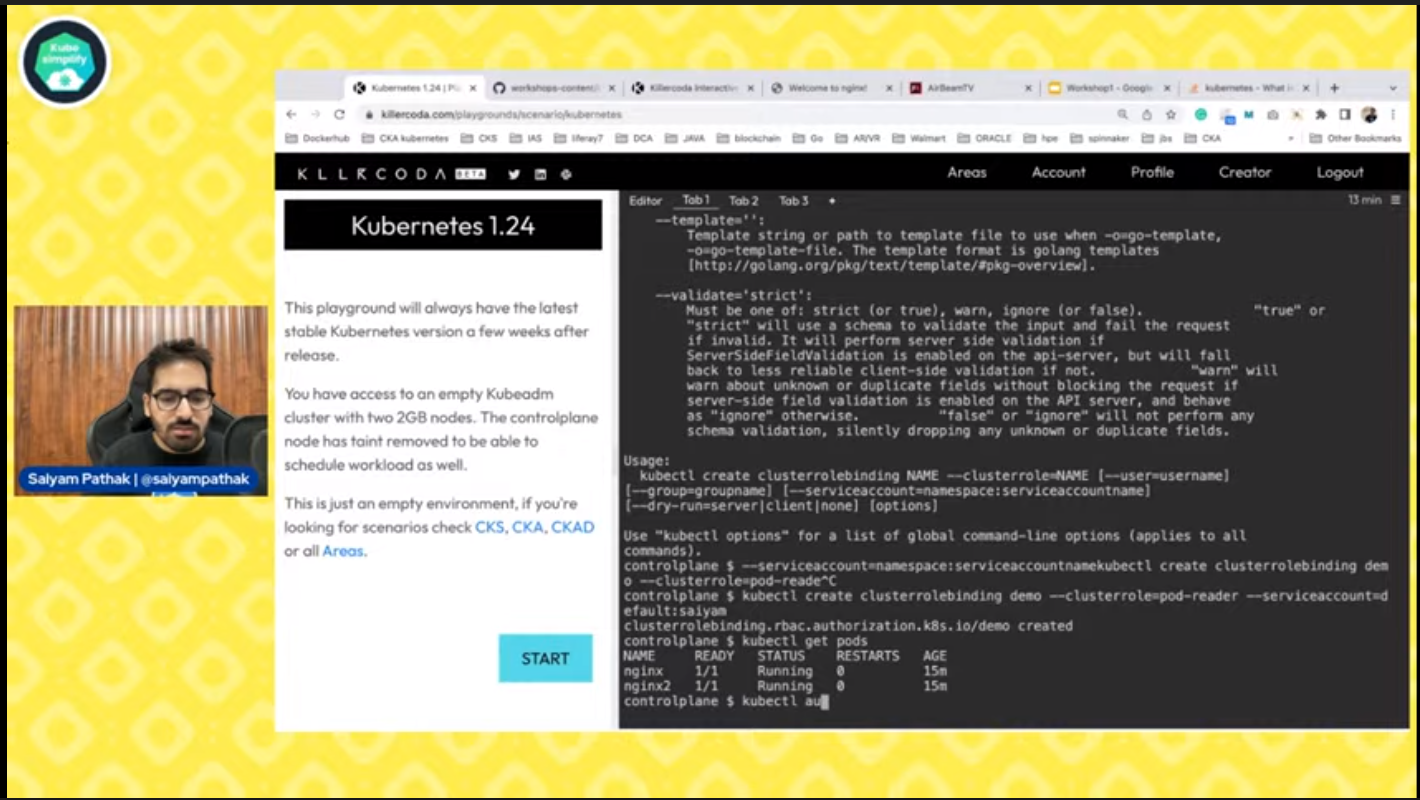 Kube
simplify
Kubernetes 1.24 | Pl
workshops-content/
Killercoda Interactive
Welcome to nginx!
AirBeamTV
Workshop1 - Google
kubernetes - What i
killercoda.com/playgrounds/scenario/kubernetes
Dockerhub CKA kubernetes CKS IAS liferay7 DCA JAVA blockchain Go AR/VR Walmart ORACLE hpe spinnaker jbs CKA Other Bookmarks
KLLRCODA BETA
Areas Account Profile Creator Logout
Kubernetes 1.24
This playground will always have the latest
stable Kubernetes version a few weeks after
release.
You have access to an empty Kubeadm
cluster with two 2GB nodes. The controlplane
node has taint removed to be able to
schedule workload as well.
This is just an empty environment, if you're
looking for scenarios check CKS, CKA, CKAD
or all Areas.
START
Saiyam Pathak | @saiyampathak
Editor Tab 1 Tab 2 Tab 3 + 13 min
--template='':
Template string or path to template file to use when -o=go-template,
-o=go-template-file. The template format is golang templates
[http://golang.org/pkg/text/template/#pkg-overview].
--validate='strict':
Must be one of: strict (or true), warn, ignore (or false). "true" or
"strict" will use a schema to validate the input and fail the request
if invalid. It will perform server side validation if
ServerSideFieldValidation is enabled on the api-server, but will fall
back to less reliable client-side validation if not. "warn" will
warn about unknown or duplicate fields without blocking the request if
server-side field validation is enabled on the API server, and behave
as "ignore" otherwise. "false" or "ignore" will not perform any
schema validation, silently dropping any unknown or duplicate fields.
Usage:
kubectl create clusterrolebinding NAME --clusterrole=NAME [--user=username]
[--group=groupname] [--serviceaccount=namespace:serviceaccountname]
[--dry-run=server|client|none] [options]
Use "kubectl options" for a list of global command-line options (applies to all
commands).
controlplane $ --serviceaccount=namespace:serviceaccountnamekubectl create clusterrolebinding dem
o --clusterrole=pod-reade^C
controlplane $ kubectl create clusterrolebinding demo --clusterrole=pod-reader --serviceaccount=d
efault:saiyam
clusterrolebinding.rbac.authorization.k8s.io/demo created
controlplane $ kubectl get pods
NAME READY STATUS RESTARTS AGE
nginx 1/1 Running 0 15m
nginx2 1/1 Running 0 15m
controlplane $ kubectl au